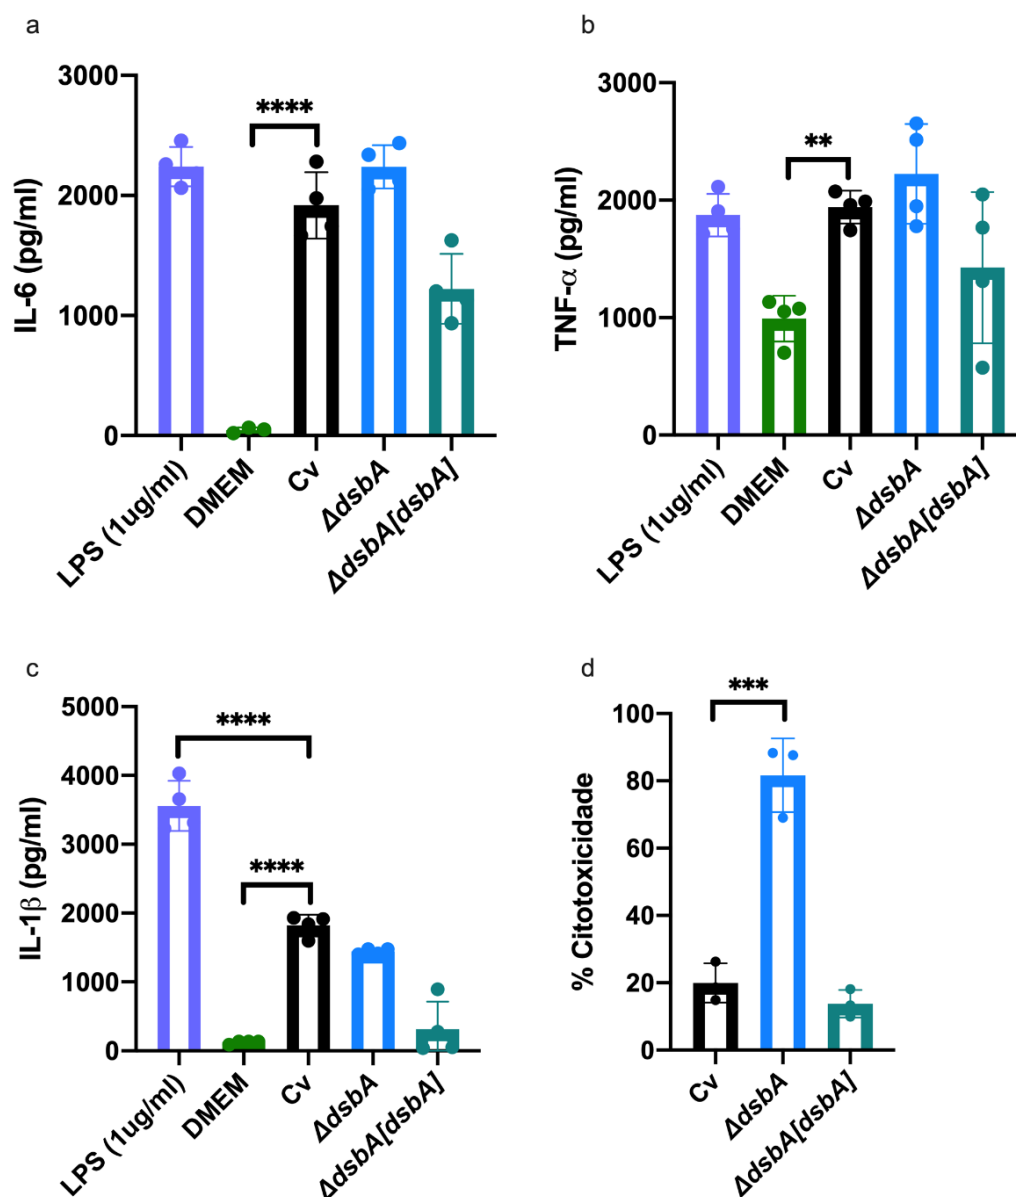 a
IL-6 (pg/ml)
3000
2000
1000
0
****
LPS (1ug/ml)
DMEM
Cv
ΔdsbA
ΔdsbA[dsbA]
b
TNF-α (pg/ml)
3000
2000
1000
0
**
LPS (1ug/ml)
DMEM
Cv
ΔdsbA
ΔdsbA[dsbA]
c
IL-1β (pg/ml)
5000
4000
3000
2000
1000
0
****
****
LPS (1ug/ml)
DMEM
Cv
ΔdsbA
ΔdsbA[dsbA]
d
% Citotoxicidade
100
80
60
40
20
0
***
Cv
ΔdsbA
ΔdsbA[dsbA]